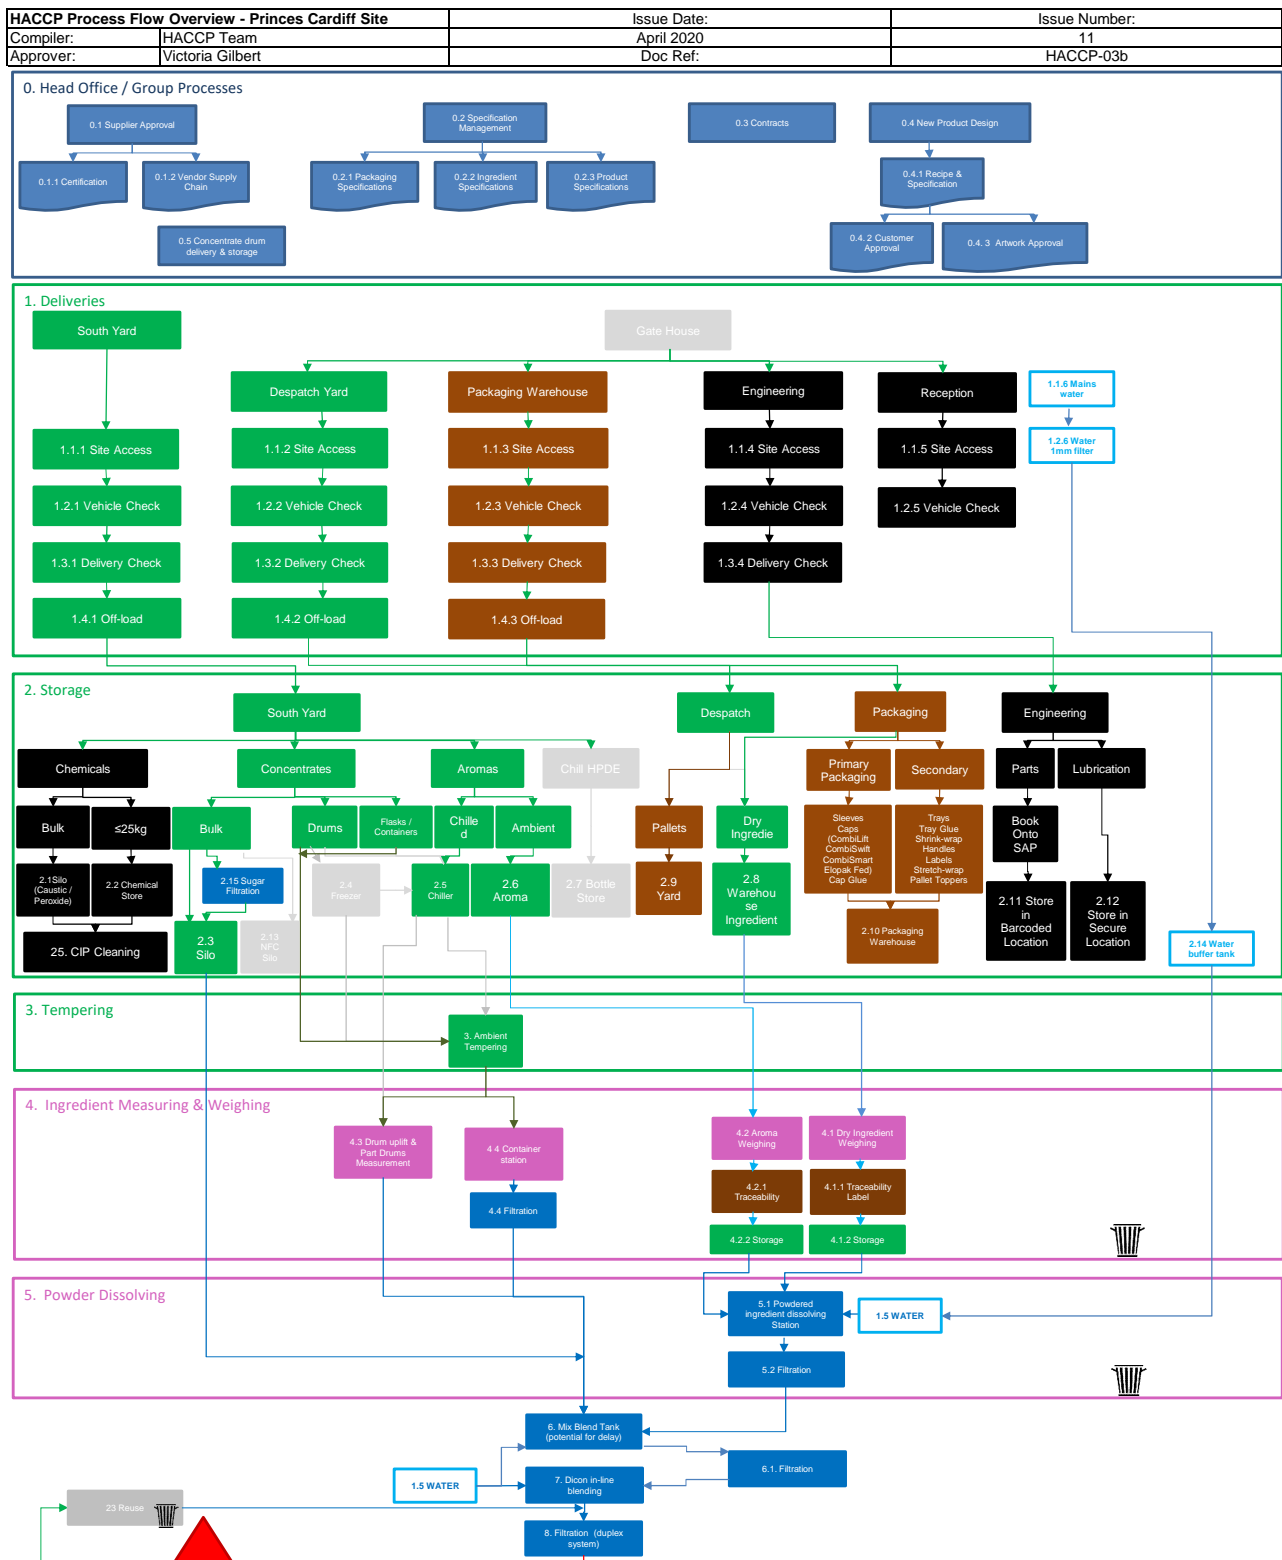 HACCP Process Flow Overview - Princes Cardiff Site
Issue Date:
Issue Number:
Compiler:
HACCP Team
April 2020
11
Approver:
Victoria Gilbert
Doc Ref:
HACCP-03b
0. Head Office / Group Processes
0.1 Supplier Approval
0.2 Specification
Management
0.3 Contracts
0.4 New Product Design
0.1.1 Certification
0.1.2 Vendor Supply
Chain
0.2.1 Packaging
Specifications
0.2.2 Ingredient
Specifications
0.2.3 Product
Specifications
0.4.1 Recipe &
Specification
0.5 Concentrate drum
delivery & storage
0.4. 2 Customer
Approval
0.4. 3 Artwork Approval
1. Deliveries
South Yard
Gate House
Despatch Yard
Packaging Warehouse
Engineering
Reception
1.1.6 Mains
water
1.1.1 Site Access
1.1.2 Site Access
1.1.3 Site Access
1.1.4 Site Access
1.1.5 Site Access
1.2.6 Water
1mm filter
1.2.1 Vehicle Check
1.2.2 Vehicle Check
1.2.3 Vehicle Check
1.2.4 Vehicle Check
1.2.5 Vehicle Check
1.3.1 Delivery Check
1.3.2 Delivery Check
1.3.3 Delivery Check
1.3.4 Delivery Check
1.4.1 Off-load
1.4.2 Off-load
1.4.3 Off-load
2. Storage
South Yard
Despatch
Packaging
Engineering
Chemicals
Concentrates
Aromas
Chill HPDE
Primary
Packaging
Secondary
Parts
Lubrication
Bulk
≤25kg
Bulk
Drums
Flasks /
Containers
Chille
d
Ambient
Pallets
Dry
Ingredie
Sleeves
Caps
(CombiLift
CombiSwift
CombiSmart
Elopak Fed)
Cap Glue
Trays
Tray Glue
Shrink-wrap
Handles
Labels
Stretch-wrap
Pallet Toppers
Book
Onto
SAP
2.1Silo
(Caustic /
Peroxide)
2.2 Chemical
Store
2.15 Sugar
Filtration
2.4
Freezer
2.5
Chiller
2.6
Aroma
2.7 Bottle
Store
2.9
Yard
2.8
Warehou
se
Ingredient
2.11 Store
in
Barcoded
Location
2.12
Store in
Secure
Location
25. CIP Cleaning
2.3
Silo
2.13
NFC
Silo
2.10 Packaging
Warehouse
2.14 Water
buffer tank
3. Tempering
3. Ambient
Tempering
4. Ingredient Measuring & Weighing
4.3 Drum uplift &
Part Drums
Measurement
4 4 Container
station
4.2 Aroma
Weighing
4.1 Dry Ingredient
Weighing
4.4 Filtration
4.2.1
Traceability
4.1.1 Traceability
Label
4.2.2 Storage
4.1.2 Storage
5. Powder Dissolving
5.1 Powdered
ingredient dissolving
Station
1.5 WATER
5.2 Filtration
6. Mix Blend Tank
(potential for delay)
6.1. Filtration
1.5 WATER
7. Dicon in-line
blending
23 Reuse
8. Filtration (duplex
system)